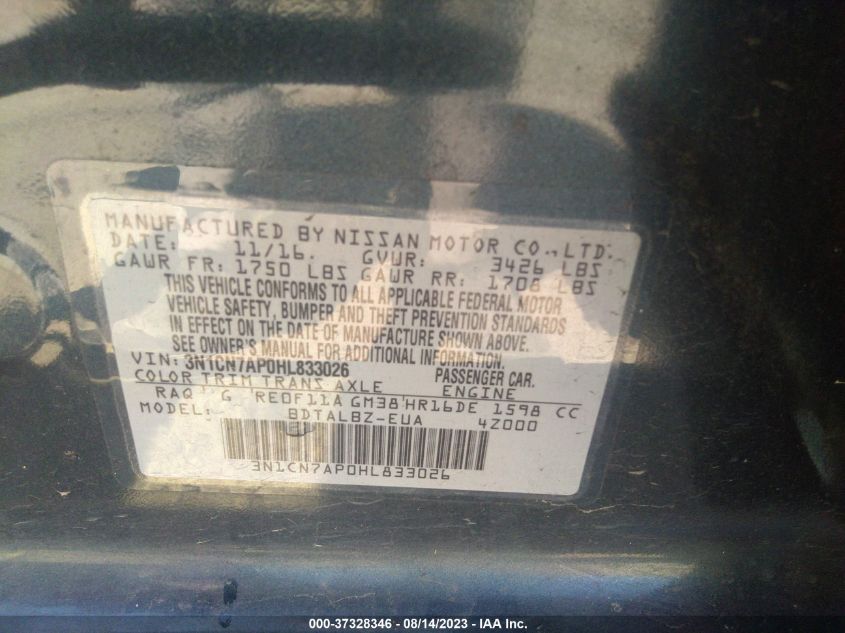 MANUFACTURED BY NISSAN MOTOR CO., LTD.
DATE: 11/16. GVWR: 3426 LBS
GAWR FR: 1750 LBS GAWR RR: 1708 LBS
THIS VEHICLE CONFORMS TO ALL APPLICABLE FEDERAL MOTOR
VEHICLE SAFETY, BUMPER AND THEFT PREVENTION STANDARDS
IN EFFECT ON THE DATE OF MANUFACTURE SHOWN ABOVE.
SEE OWNER'S MANUAL FOR ADDITIONAL INFORMATION
VIN: 3N1CN7AP0HL833026 PASSENGER CAR.
COLOR TRIM TRANS AXLE ENGINE
RAQ G RE0F11A GM38 HR16DE 1598 CC
MODEL: BDTALBZ-EUA 4Z000
3N1CN7AP0HL833026
000-37328346 - 08/14/2023 - IAA Inc.